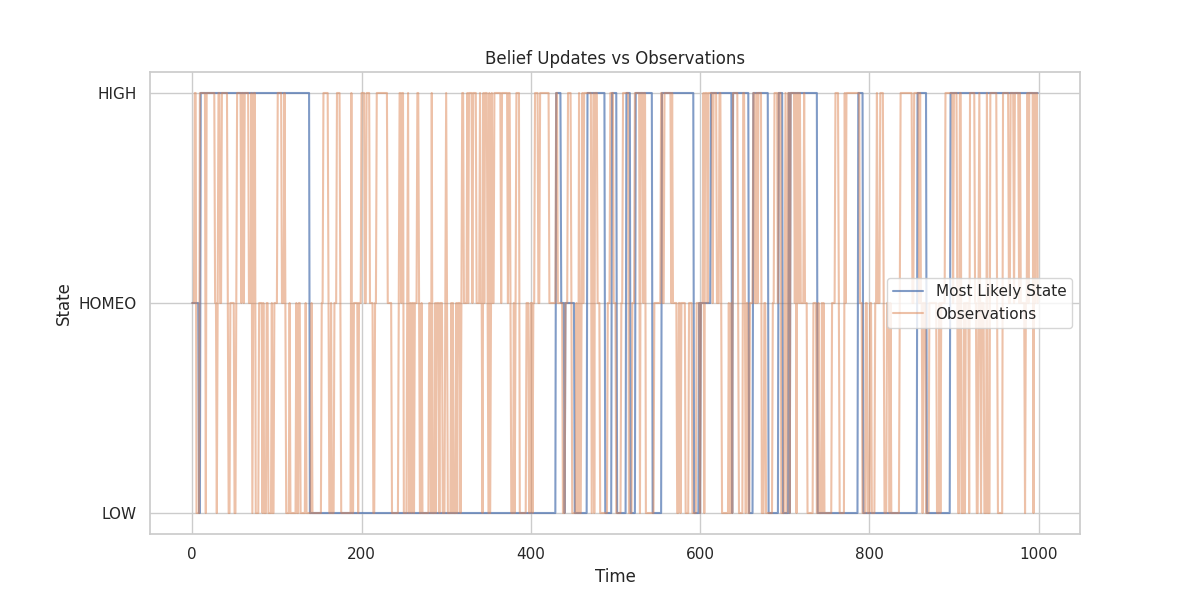 Belief Updates vs Observations
HIGH
HOMEO
LOW
State
Most Likely State
Observations
0 200 400 600 800 1000
Time